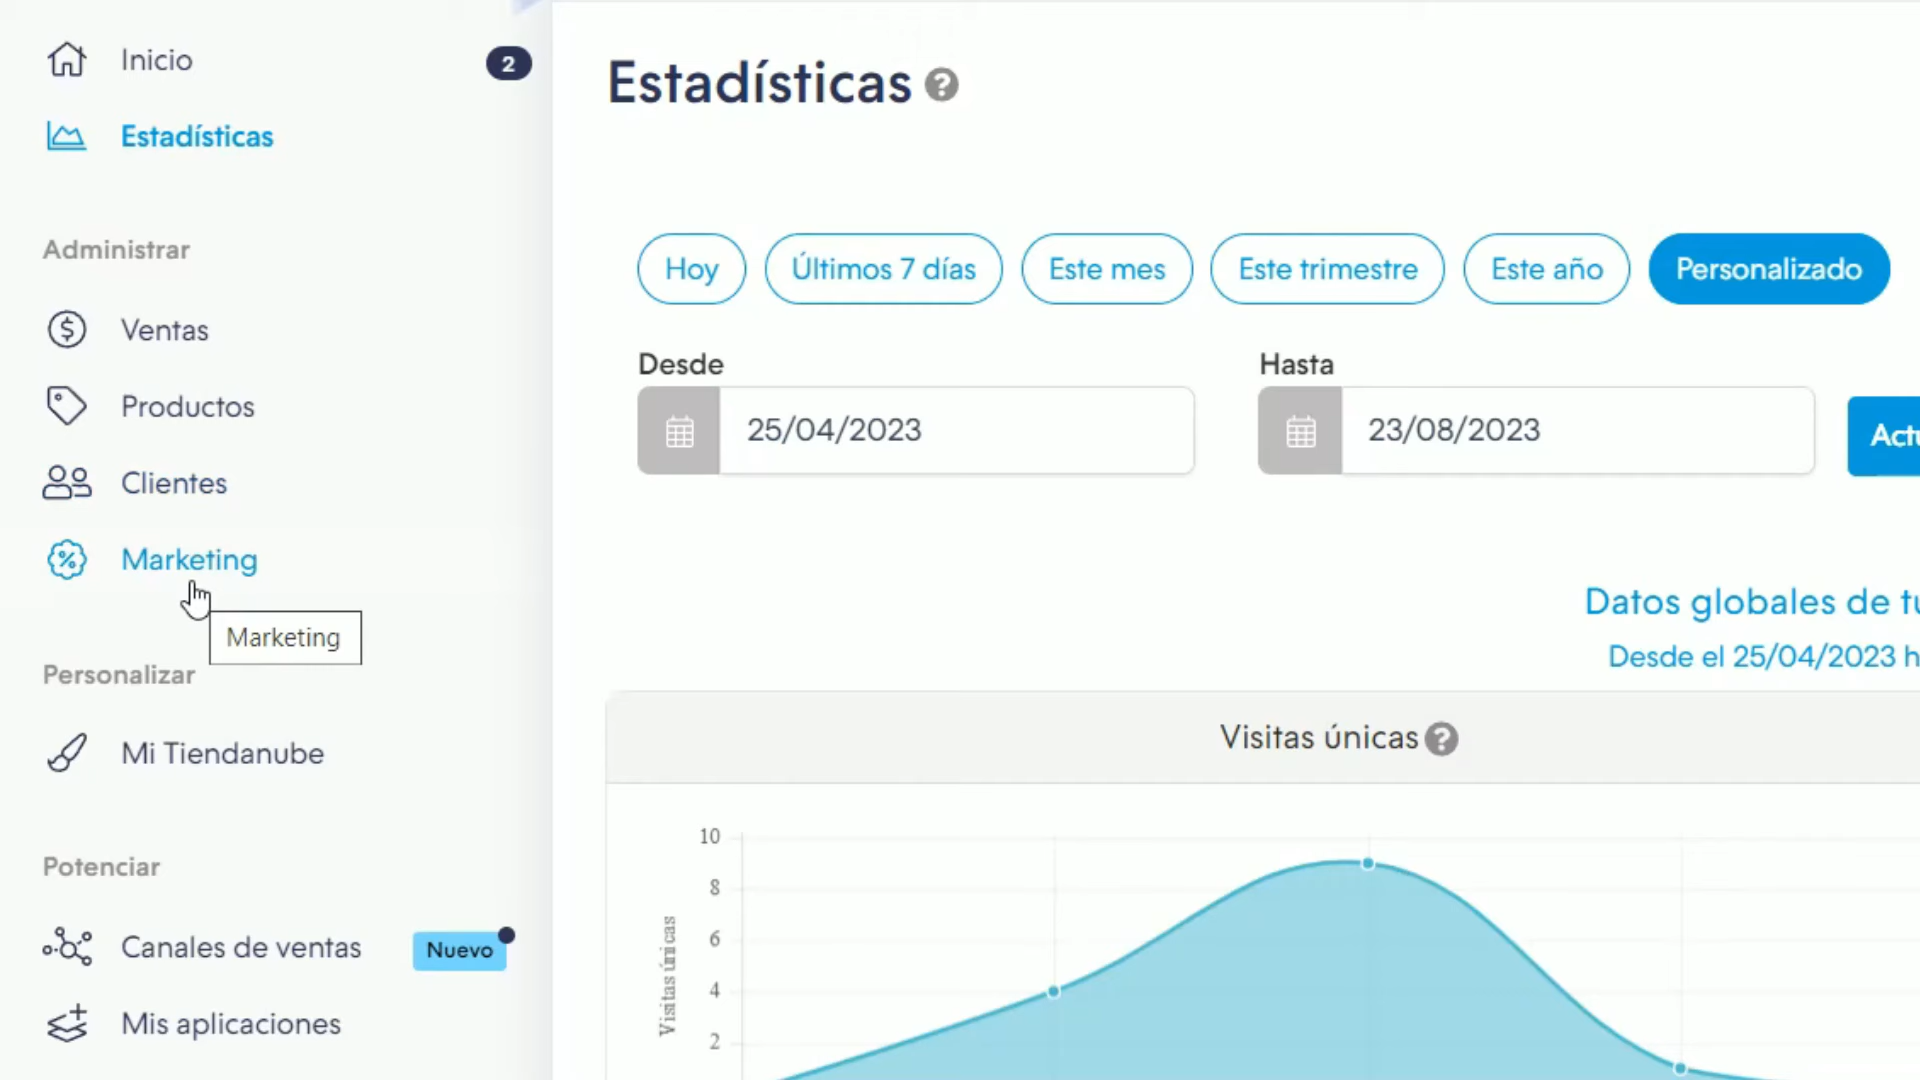 Inicio
2
Estadísticas
Administrar
Ventas
Productos
Clientes
Marketing
Marketing
Personalizar
Mi Tiendanube
Potenciar
Canales de ventas
Nuevo
Mis aplicaciones
Estadísticas ?
Hoy
Últimos 7 días
Este mes
Este trimestre
Este año
Personalizado
Desde
25/04/2023
Hasta
23/08/2023
Actu
Datos globales de tu
Desde el 25/04/2023 h
Visitas únicas ?
10
8
6
4
2
Visitas únicas